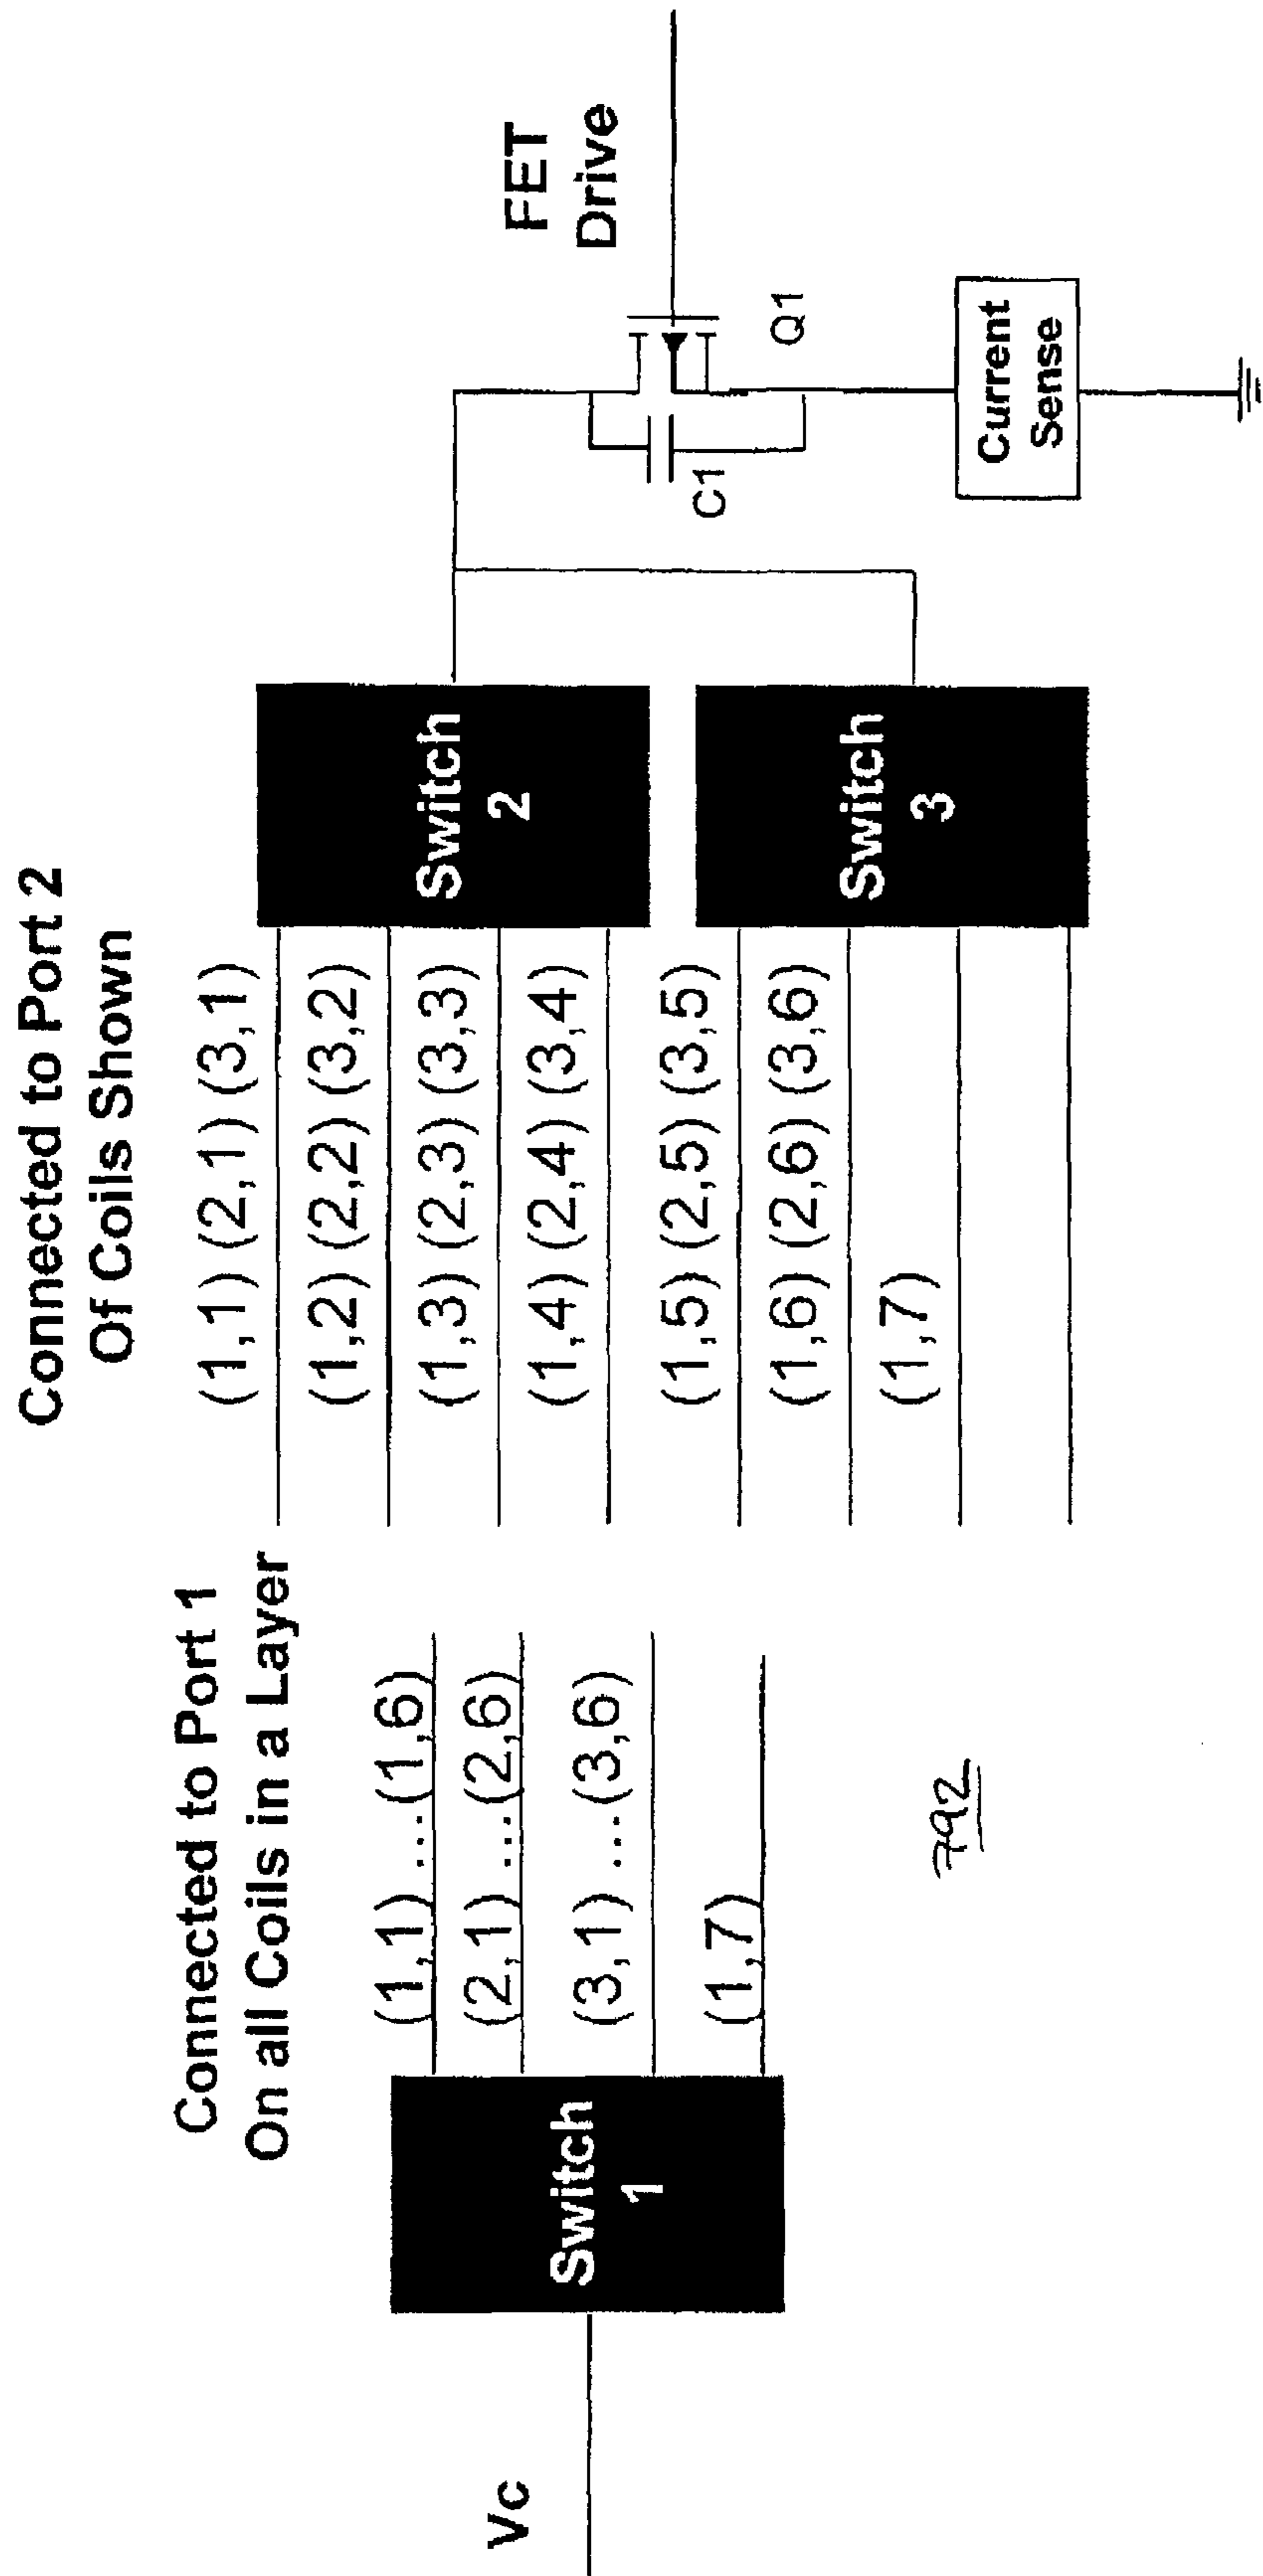 Connected to Port 2
Of Coils Shown
Connected to Port 1
On all Coils in a Layer
Vc
Switch
1
(1,1) ...(1,6)
(2,1) ...(2,6)
(3,1) ...(3,6)
(1,7)
(1,1) (2,1) (3,1)
(1,2) (2,2) (3,2)
(1,3) (2,3) (3,3)
(1,4) (2,4) (3,4)
(1,5) (2,5) (3,5)
(1,6) (2,6) (3,6)
(1,7)
Switch
2
Switch
3
FET
Drive
C1
Q1
Current
Sense
792